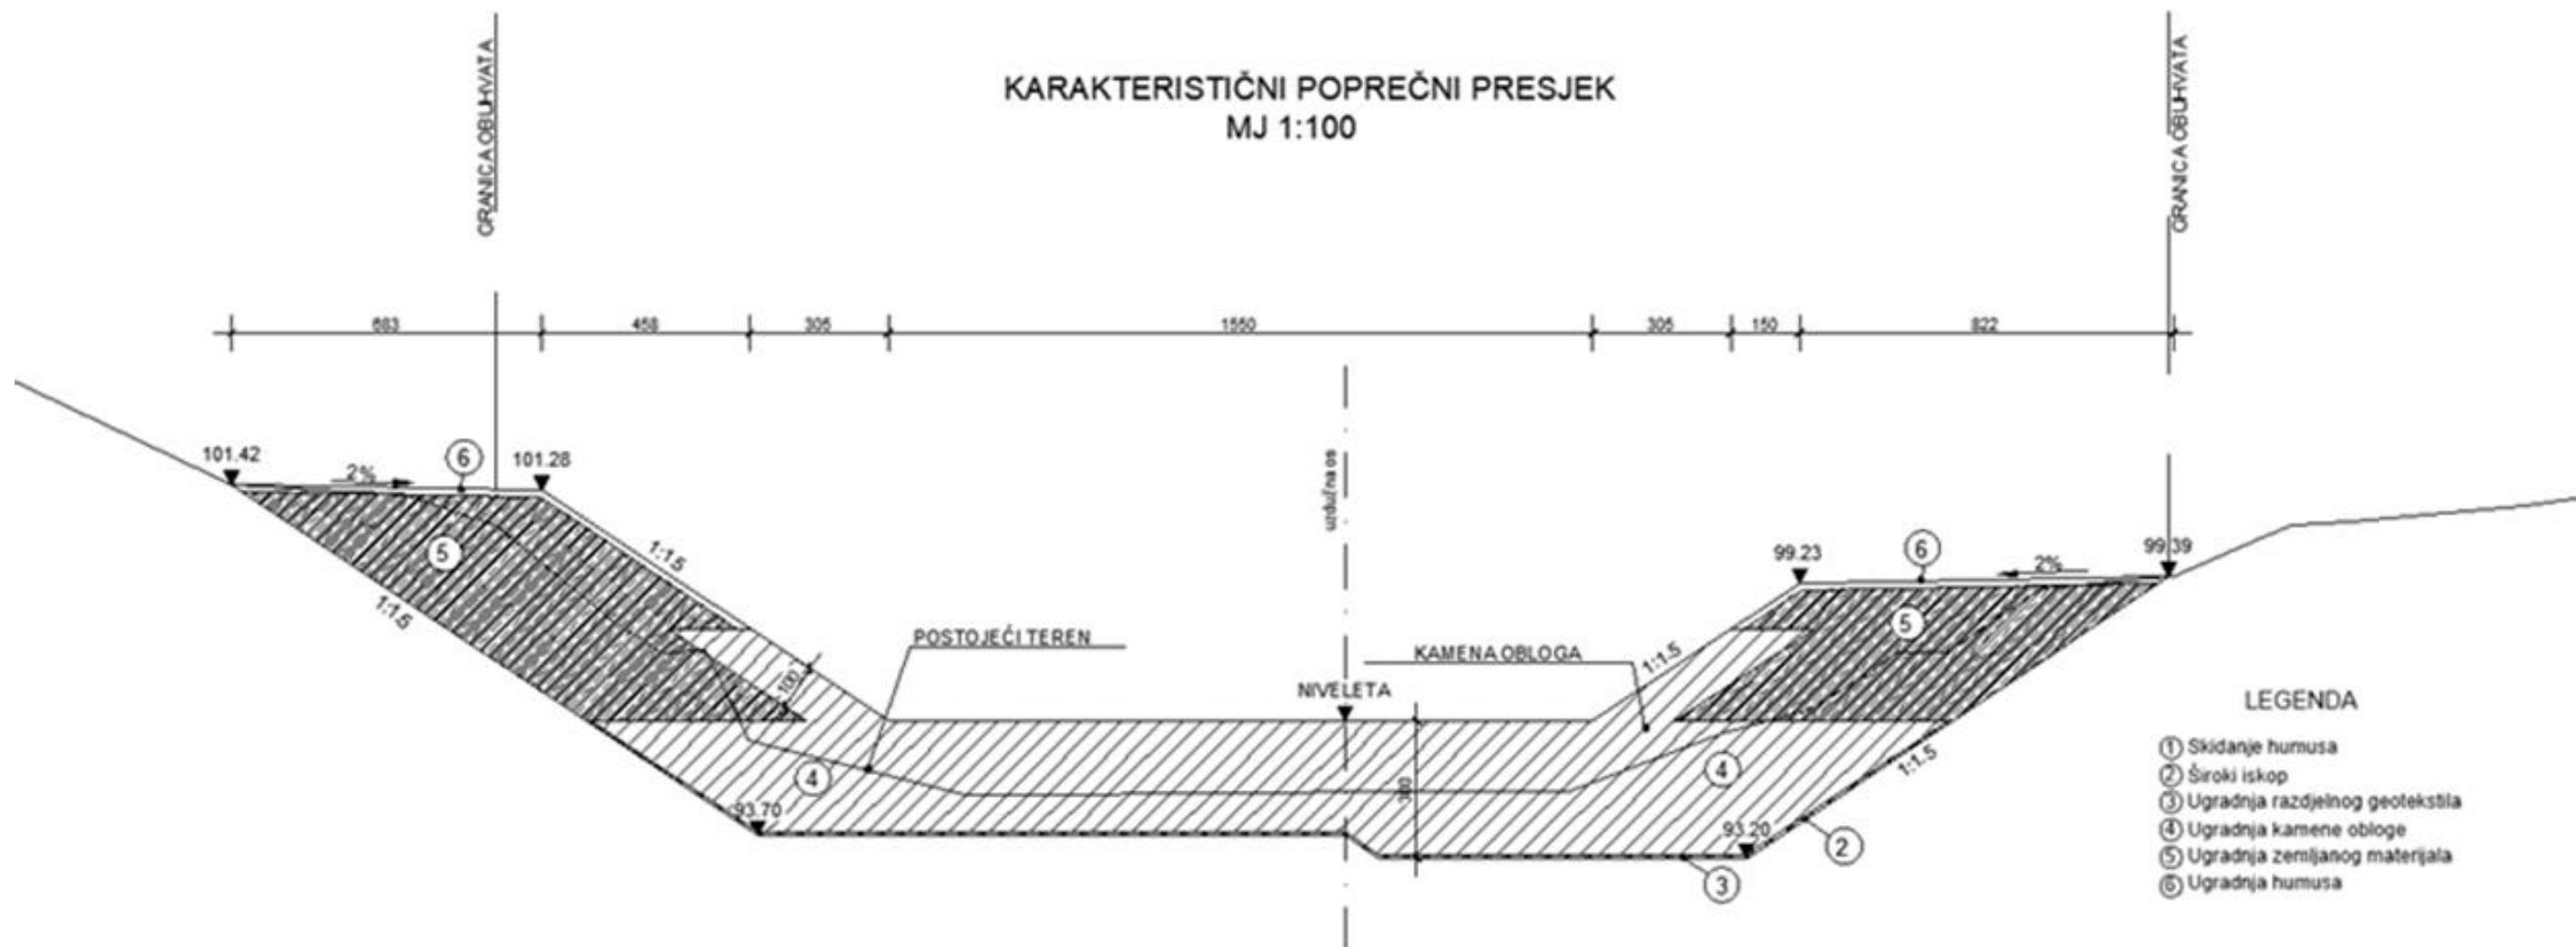 KARAKTERISTIČNI POPREČNI PRESJEK
MJ 1:100
GRANICA OBUHVATA
GRANICA OBUHVATA
683
458
305
1550
305
150
822
101.42
2%
6
101.28
uzdužna os
5
1:1.5
1:1.5
99.23
6
2%
99.39
5
POSTOJEĆI TEREN
KAMENA OBLOGA
1:1.5
100
NIVELETA
4
93.70
300
4
1:1.5
93.20
2
3
LEGENDA
1 Skidanje humusa
2 Široki iskop
3 Ugradnja razdjelnog geotekstila
4 Ugradnja kamene obloge
5 Ugradnja zemljanog materijala
6 Ugradnja humusa